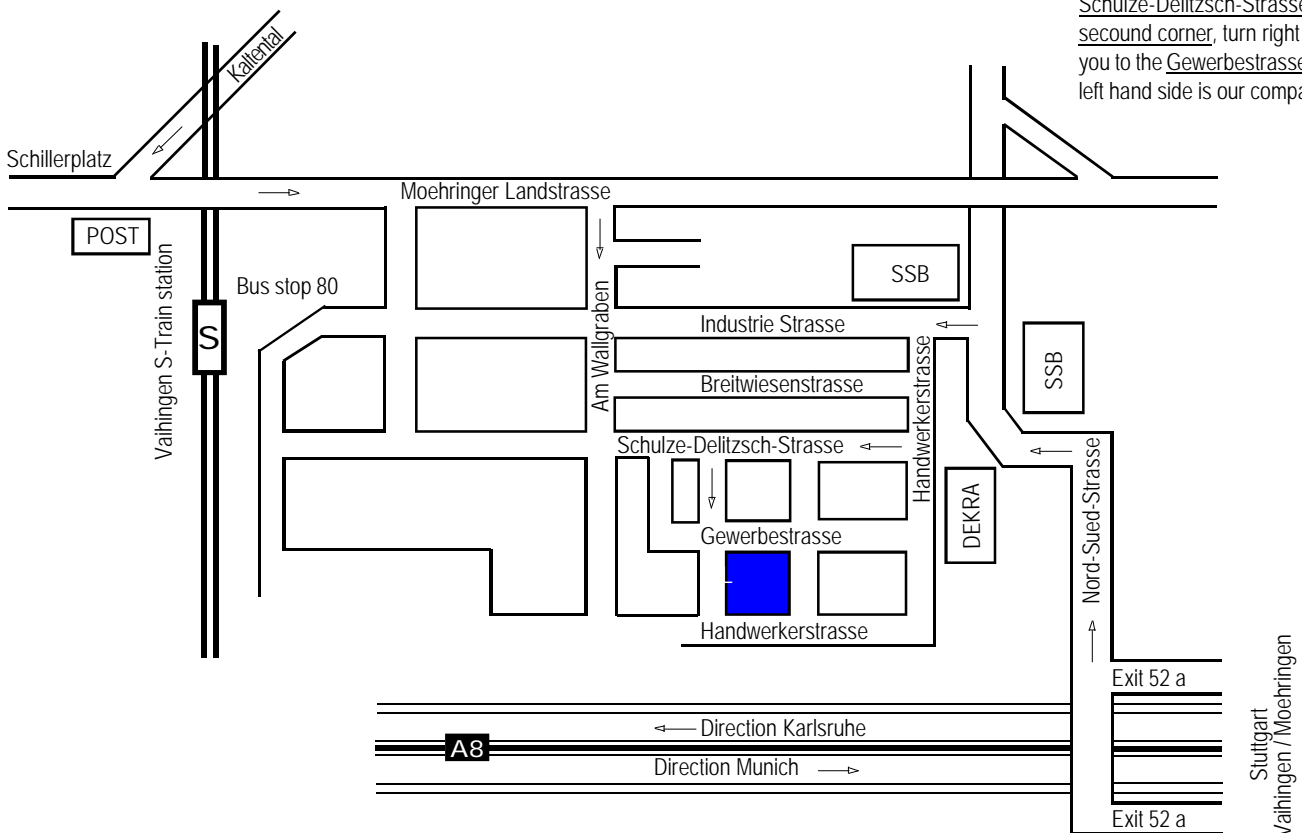 Schulze-Delitzsch-Strasse
secound corner, turn right
you to the Gewerbestrasse
left hand side is our compa
Kaltental
Schillerplatz
Moehringer Landstrasse
POST
Vaihingen S-Train station
Bus stop 80
S
Am Wallgraben
SSB
Industrie Strasse
SSB
Breitwiesenstrasse
Handwerkerstrasse
Schulze-Delitzsch-Strasse
DEKRA
Nord-Sued-Strasse
Gewerbestrasse
Handwerkerstrasse
Exit 52 a
Direction Karlsruhe
A8
Direction Munich
Stuttgart
Vaihingen / Moehringen
Exit 52 a